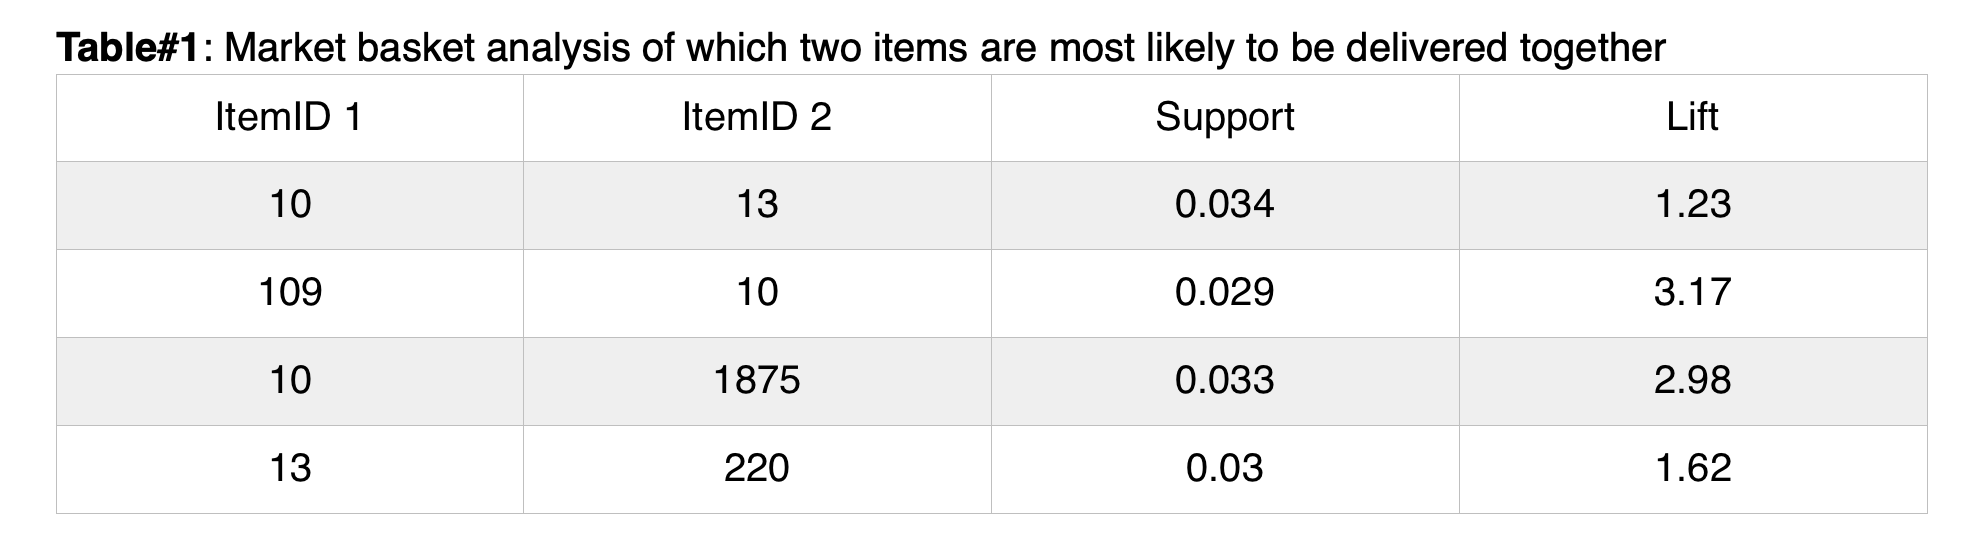 Table#1: Market basket analysis of which two items are most likely to be delivered together
ItemID 1 ItemID 2 Support Lift
10 13 0.034 1.23
109 10 0.029 3.17
10 1875 0.033 2.98
13 220 0.03 1.62